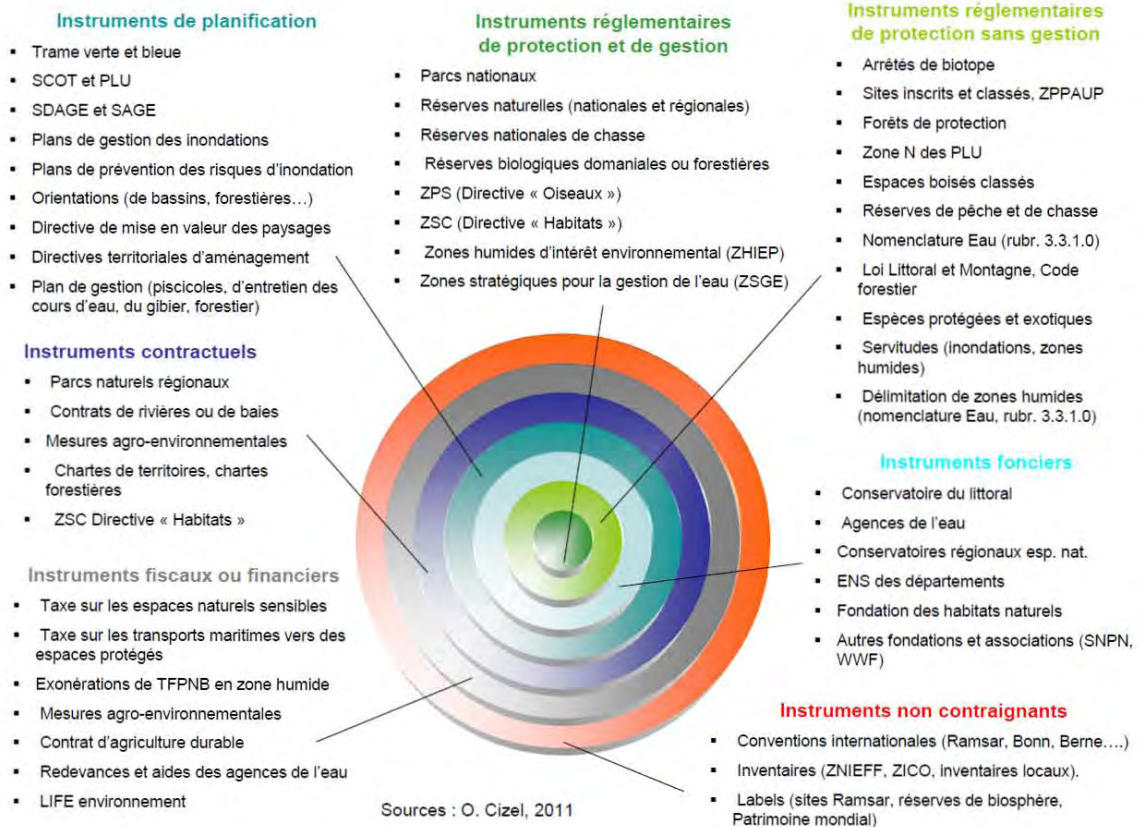 Instruments de planification
▪ Trame verte et bleue
▪ SCOT et PLU
▪ SDAGE et SAGE
▪ Plans de gestion des inondations
▪ Plans de prévention des risques d'inondation
▪ Orientations (de bassins, forestières…)
▪ Directive de mise en valeur des paysages
▪ Directives territoriales d'aménagement
▪ Plan de gestion (piscicoles, d'entretien des
cours d'eau, du gibier, forestier)
Instruments réglementaires
de protection et de gestion
▪ Parcs nationaux
▪ Réserves naturelles (nationales et régionales)
▪ Réserves nationales de chasse
▪ Réserves biologiques domaniales ou forestières
▪ ZPS (Directive « Oiseaux »)
▪ ZSC (Directive « Habitats »)
▪ Zones humides d'intérêt environnemental (ZHIEP)
▪ Zones stratégiques pour la gestion de l'eau (ZSGE)
Instruments réglementaires
de protection sans gestion
▪ Arrêtés de biotope
▪ Sites inscrits et classés, ZPPAUP
▪ Forêts de protection
▪ Zone N des PLU
▪ Espaces boisés classés
▪ Réserves de pêche et de chasse
▪ Nomenclature Eau (rubr. 3.3.1.0)
▪ Loi Littoral et Montagne, Code
forestier
▪ Espèces protégées et exotiques
▪ Servitudes (inondations, zones
humides)
▪ Délimitation de zones humides
(nomenclature Eau, rubr. 3.3.1.0)
Instruments contractuels
▪ Parcs naturels régionaux
▪ Contrats de rivières ou de baies
▪ Mesures agro-environnementales
▪ Chartes de territoires, chartes
forestières
▪ ZSC Directive « Habitats »
Instruments fonciers
▪ Conservatoire du littoral
▪ Agences de l'eau
▪ Conservatoires régionaux esp. nat.
▪ ENS des départements
▪ Fondation des habitats naturels
▪ Autres fondations et associations (SNPN,
WWF)
Instruments fiscaux ou financiers
▪ Taxe sur les espaces naturels sensibles
▪ Taxe sur les transports maritimes vers des
espaces protégés
▪ Exonérations de TFPNB en zone humide
▪ Mesures agro-environnementales
▪ Contrat d'agriculture durable
▪ Redevances et aides des agences de l'eau
▪ LIFE environnement
Instruments non contraignants
▪ Conventions internationales (Ramsar, Bonn, Berne….)
▪ Inventaires (ZNIEFF, ZICO, inventaires locaux).
▪ Labels (sites Ramsar, réserves de biosphère,
Patrimoine mondial)
Sources : O. Cizel, 2011